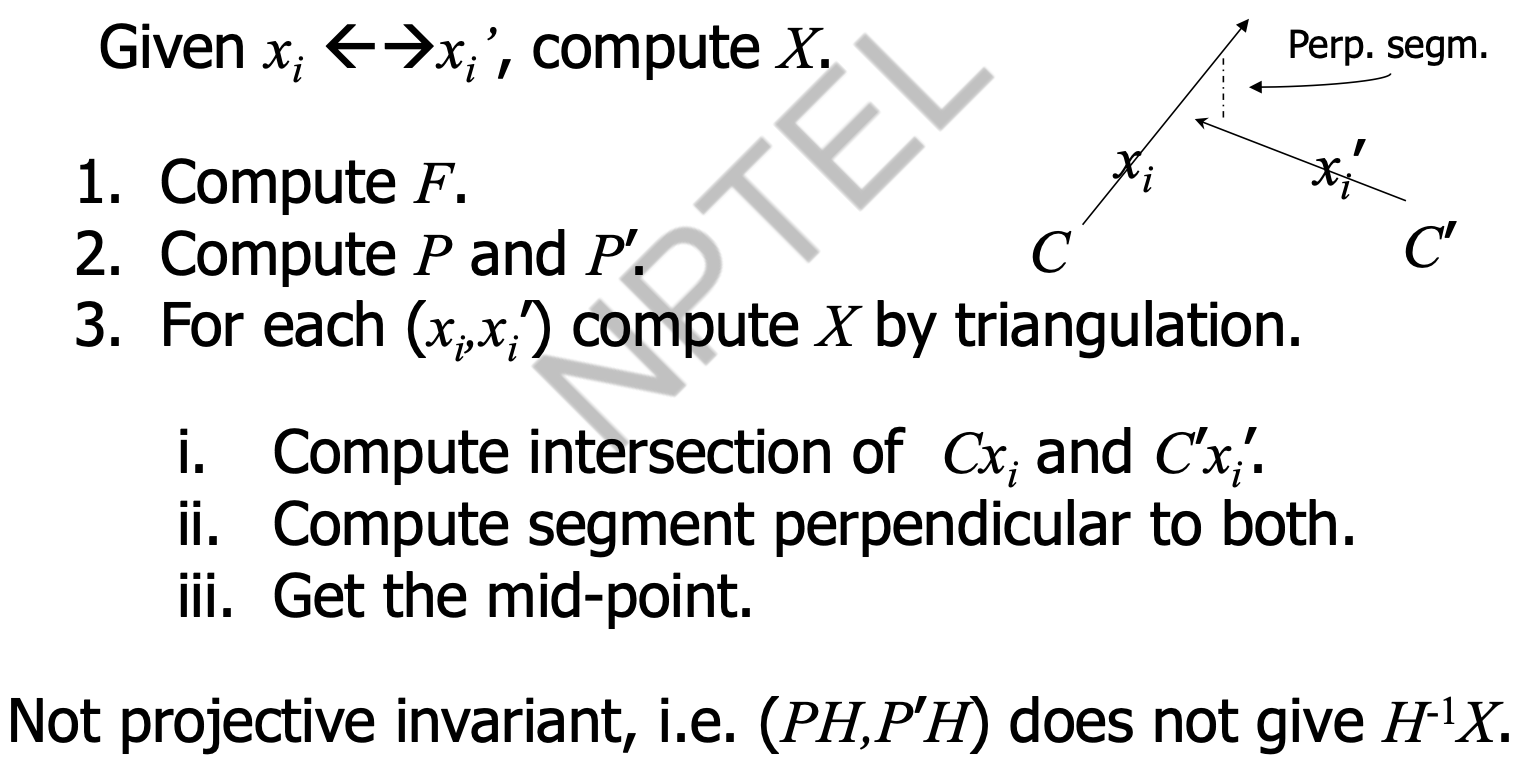 Given xᵢ ←→xᵢ’, compute X.
Perp. segm.
xᵢ
xᵢ′
C
C′
1. Compute F.
2. Compute P and P′.
3. For each (xᵢ,xᵢ′) compute X by triangulation.
i. Compute intersection of Cxᵢ and C′xᵢ′.
ii. Compute segment perpendicular to both.
iii. Get the mid-point.
Not projective invariant, i.e. (PH,P′H) does not give H⁻¹X.
NPTEL